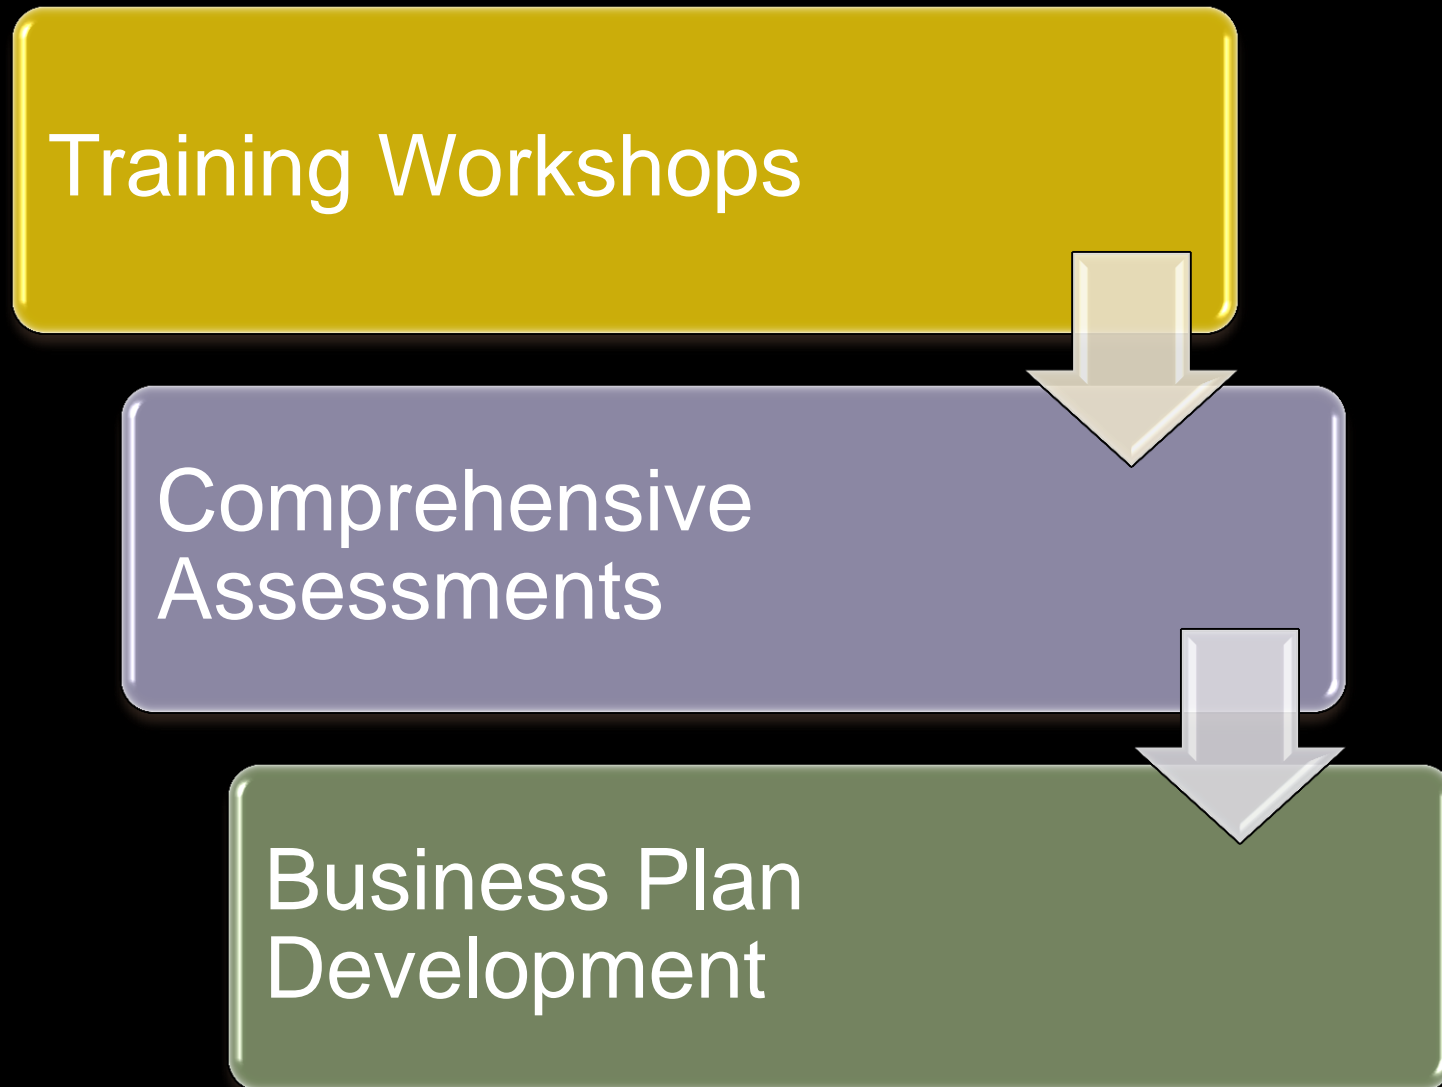 Training Workshops
Comprehensive
Assessments
Business Plan
Development